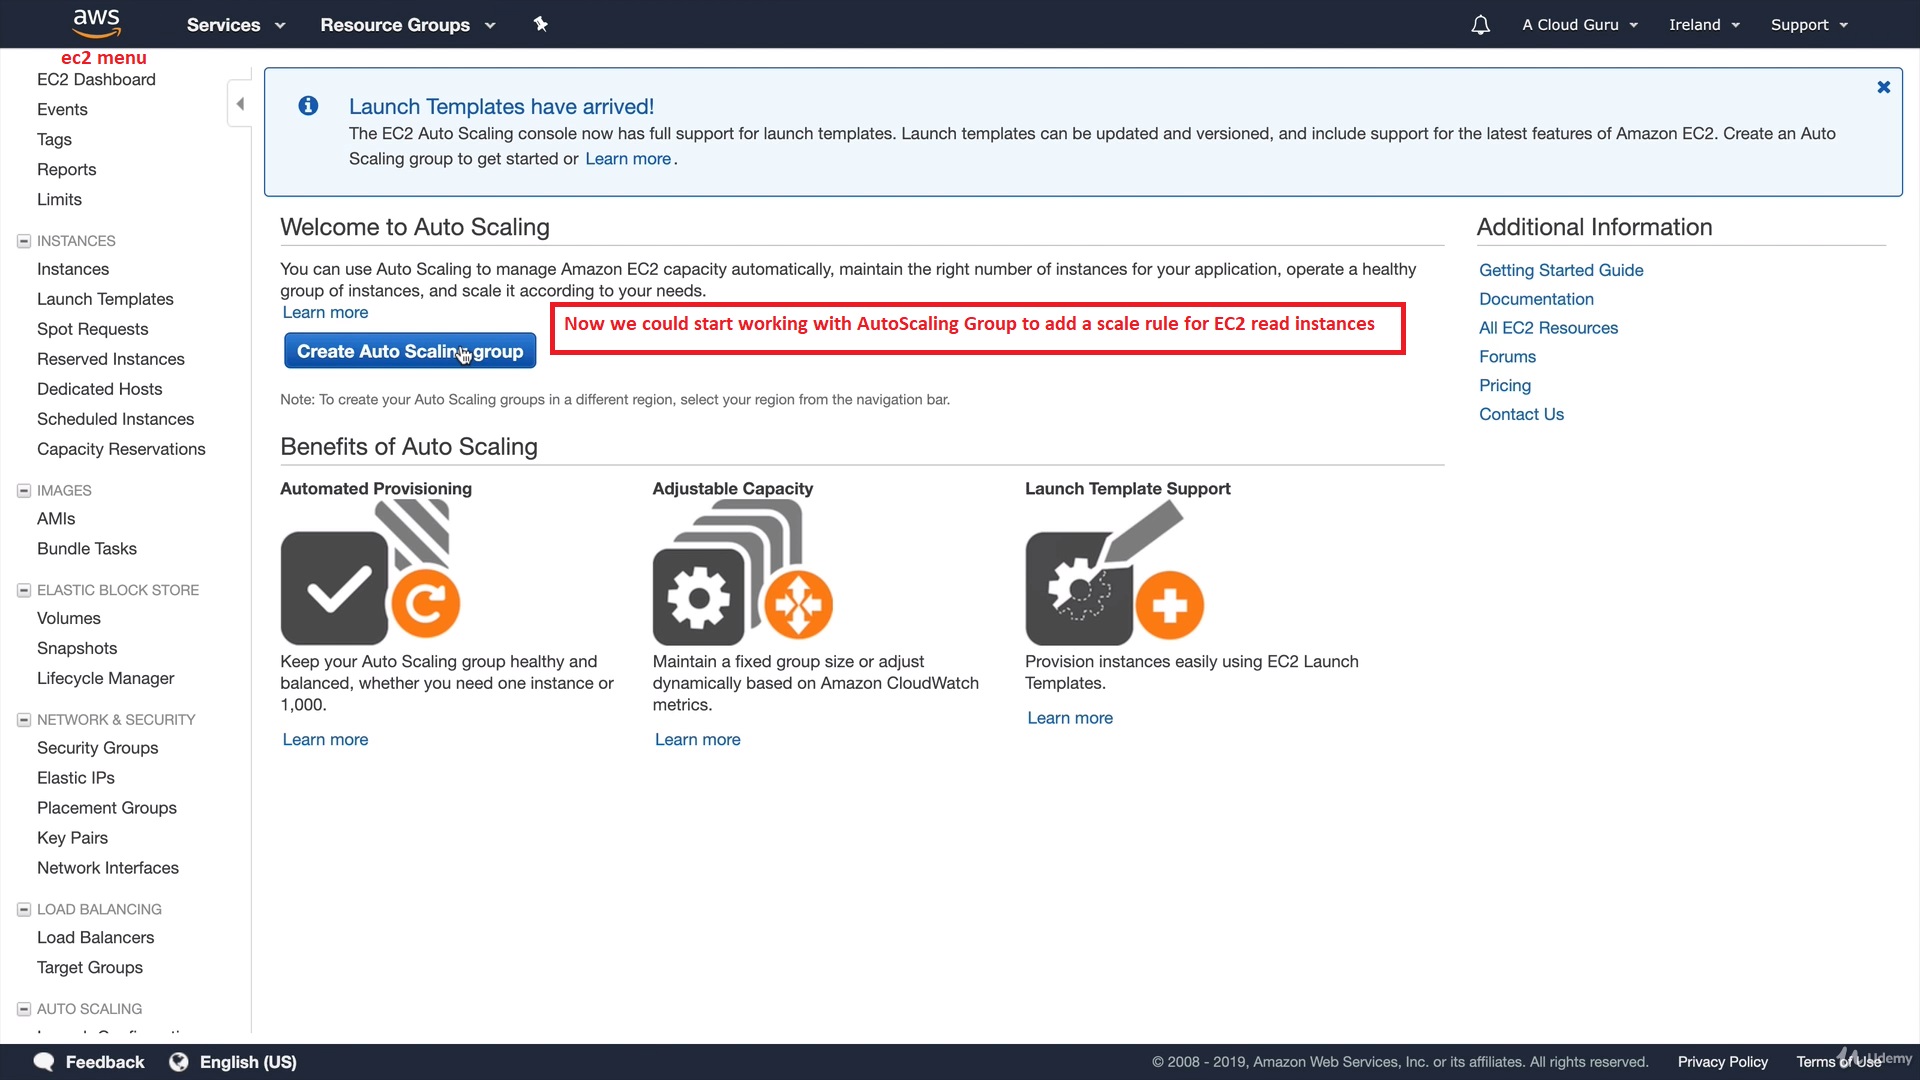 aws
Services
Resource Groups
A Cloud Guru
Ireland
Support
ec2 menu
EC2 Dashboard
Events
Tags
Reports
Limits
INSTANCES
Instances
Launch Templates
Spot Requests
Reserved Instances
Dedicated Hosts
Scheduled Instances
Capacity Reservations
IMAGES
AMIs
Bundle Tasks
ELASTIC BLOCK STORE
Volumes
Snapshots
Lifecycle Manager
NETWORK & SECURITY
Security Groups
Elastic IPs
Placement Groups
Key Pairs
Network Interfaces
LOAD BALANCING
Load Balancers
Target Groups
AUTO SCALING
Launch Templates have arrived!
The EC2 Auto Scaling console now has full support for launch templates. Launch templates can be updated and versioned, and include support for the latest features of Amazon EC2. Create an Auto
Scaling group to get started or Learn more.
Welcome to Auto Scaling
You can use Auto Scaling to manage Amazon EC2 capacity automatically, maintain the right number of instances for your application, operate a healthy
group of instances, and scale it according to your needs.
Learn more
Now we could start working with AutoScaling Group to add a scale rule for EC2 read instances
Create Auto Scaling group
Note: To create your Auto Scaling groups in a different region, select your region from the navigation bar.
Benefits of Auto Scaling
Automated Provisioning
Keep your Auto Scaling group healthy and
balanced, whether you need one instance or
1,000.
Learn more
Adjustable Capacity
Maintain a fixed group size or adjust
dynamically based on Amazon CloudWatch
metrics.
Learn more
Launch Template Support
Provision instances easily using EC2 Launch
Templates.
Learn more
Additional Information
Getting Started Guide
Documentation
All EC2 Resources
Forums
Pricing
Contact Us
Feedback
English (US)
© 2008 - 2019, Amazon Web Services, Inc. or its affiliates. All rights reserved.
Privacy Policy
Terms of Use
Udemy